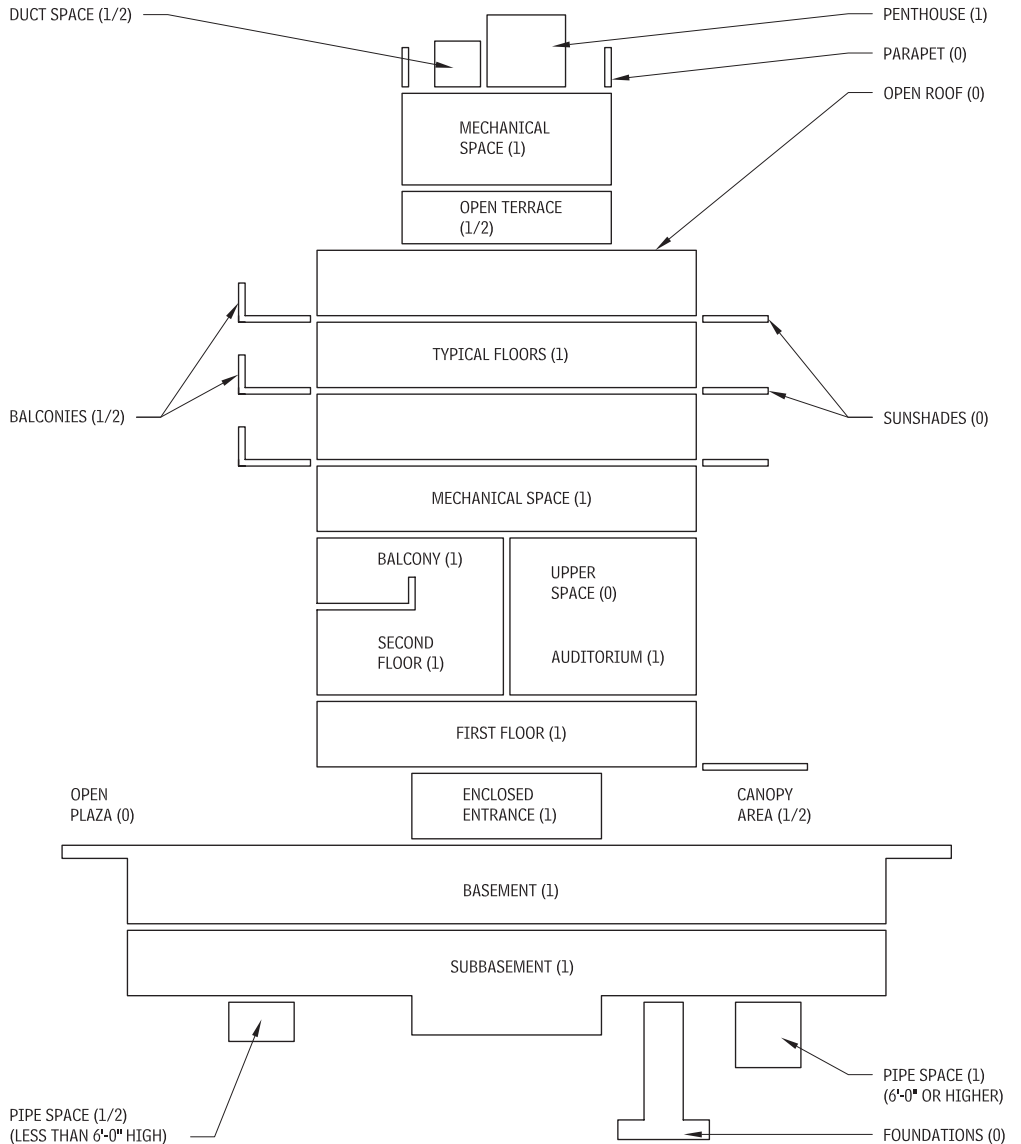 DUCT SPACE (1/2)
PENTHOUSE (1)
PARAPET (0)
OPEN ROOF (0)
MECHANICAL
SPACE (1)
OPEN TERRACE
(1/2)
TYPICAL FLOORS (1)
BALCONIES (1/2)
SUNSHADES (0)
MECHANICAL SPACE (1)
BALCONY (1)
UPPER
SPACE (0)
SECOND
FLOOR (1)
AUDITORIUM (1)
FIRST FLOOR (1)
OPEN
PLAZA (0)
ENCLOSED
ENTRANCE (1)
CANOPY
AREA (1/2)
BASEMENT (1)
SUBBASEMENT (1)
PIPE SPACE (1)
(6'-0" OR HIGHER)
PIPE SPACE (1/2)
(LESS THAN 6'-0" HIGH)
FOUNDATIONS (0)